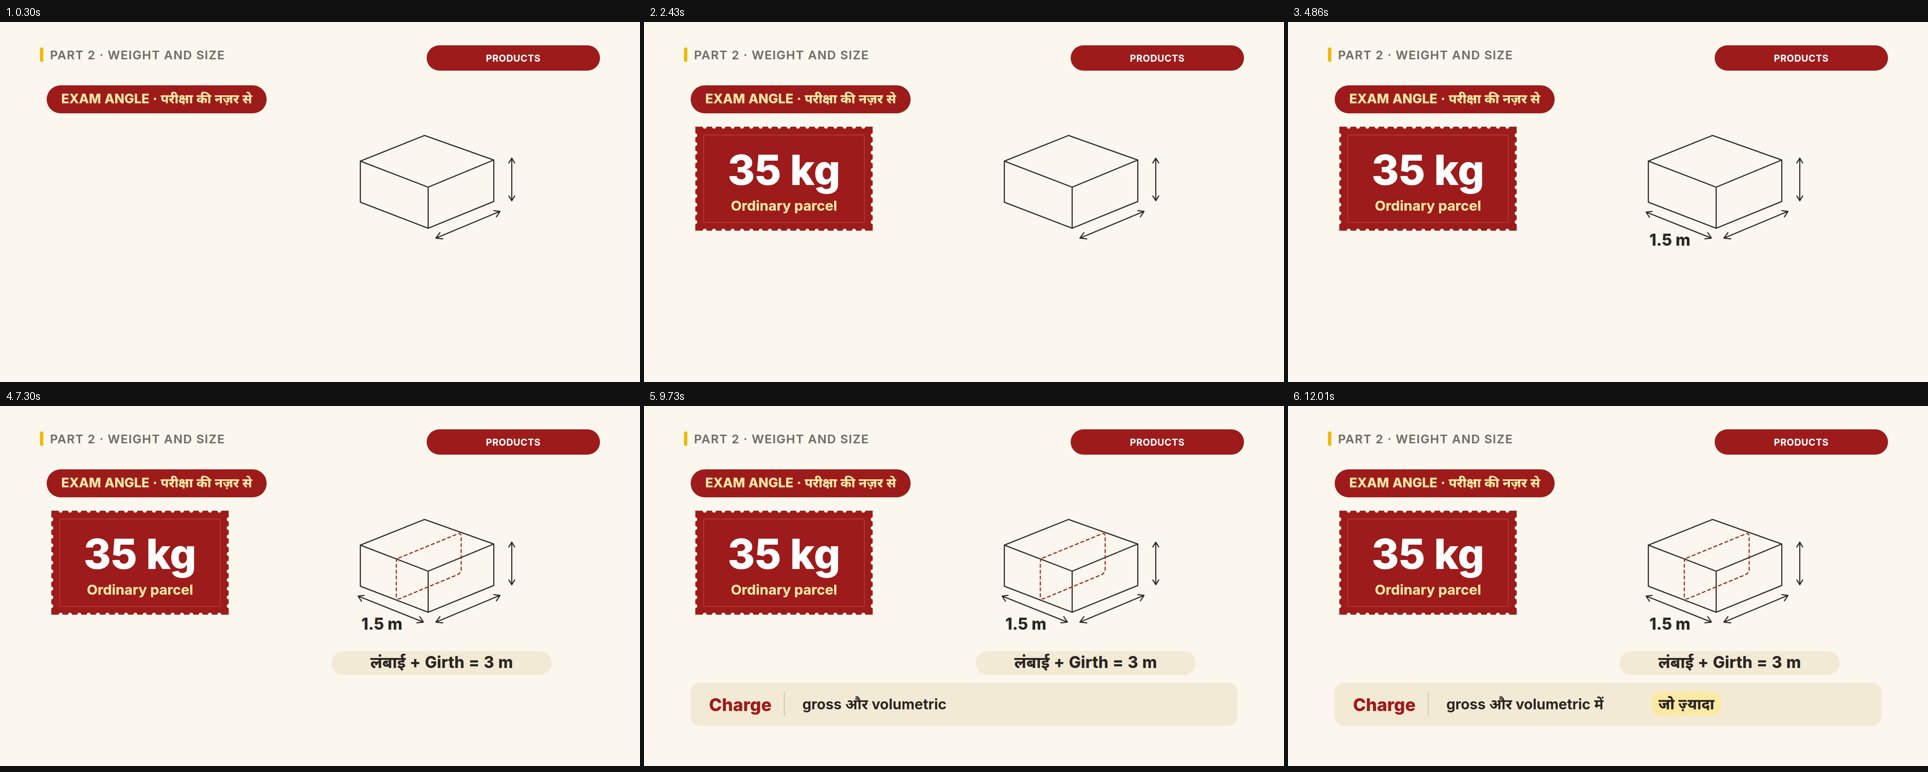 1. 0.30s
PART 2 · WEIGHT AND SIZE
PRODUCTS
EXAM ANGLE · परीक्षा की नज़र से
2. 2.43s
PART 2 · WEIGHT AND SIZE
PRODUCTS
EXAM ANGLE · परीक्षा की नज़र से
35 kg
Ordinary parcel
3. 4.86s
PART 2 · WEIGHT AND SIZE
PRODUCTS
EXAM ANGLE · परीक्षा की नज़र से
35 kg
Ordinary parcel
1.5 m
4. 7.30s
PART 2 · WEIGHT AND SIZE
PRODUCTS
EXAM ANGLE · परीक्षा की नज़र से
35 kg
Ordinary parcel
1.5 m
लंबाई + Girth = 3 m
5. 9.73s
PART 2 · WEIGHT AND SIZE
PRODUCTS
EXAM ANGLE · परीक्षा की नज़र से
35 kg
Ordinary parcel
1.5 m
लंबाई + Girth = 3 m
Charge gross और volumetric
6. 12.01s
PART 2 · WEIGHT AND SIZE
PRODUCTS
EXAM ANGLE · परीक्षा की नज़र से
35 kg
Ordinary parcel
1.5 m
लंबाई + Girth = 3 m
Charge gross और volumetric में जो ज़्यादा